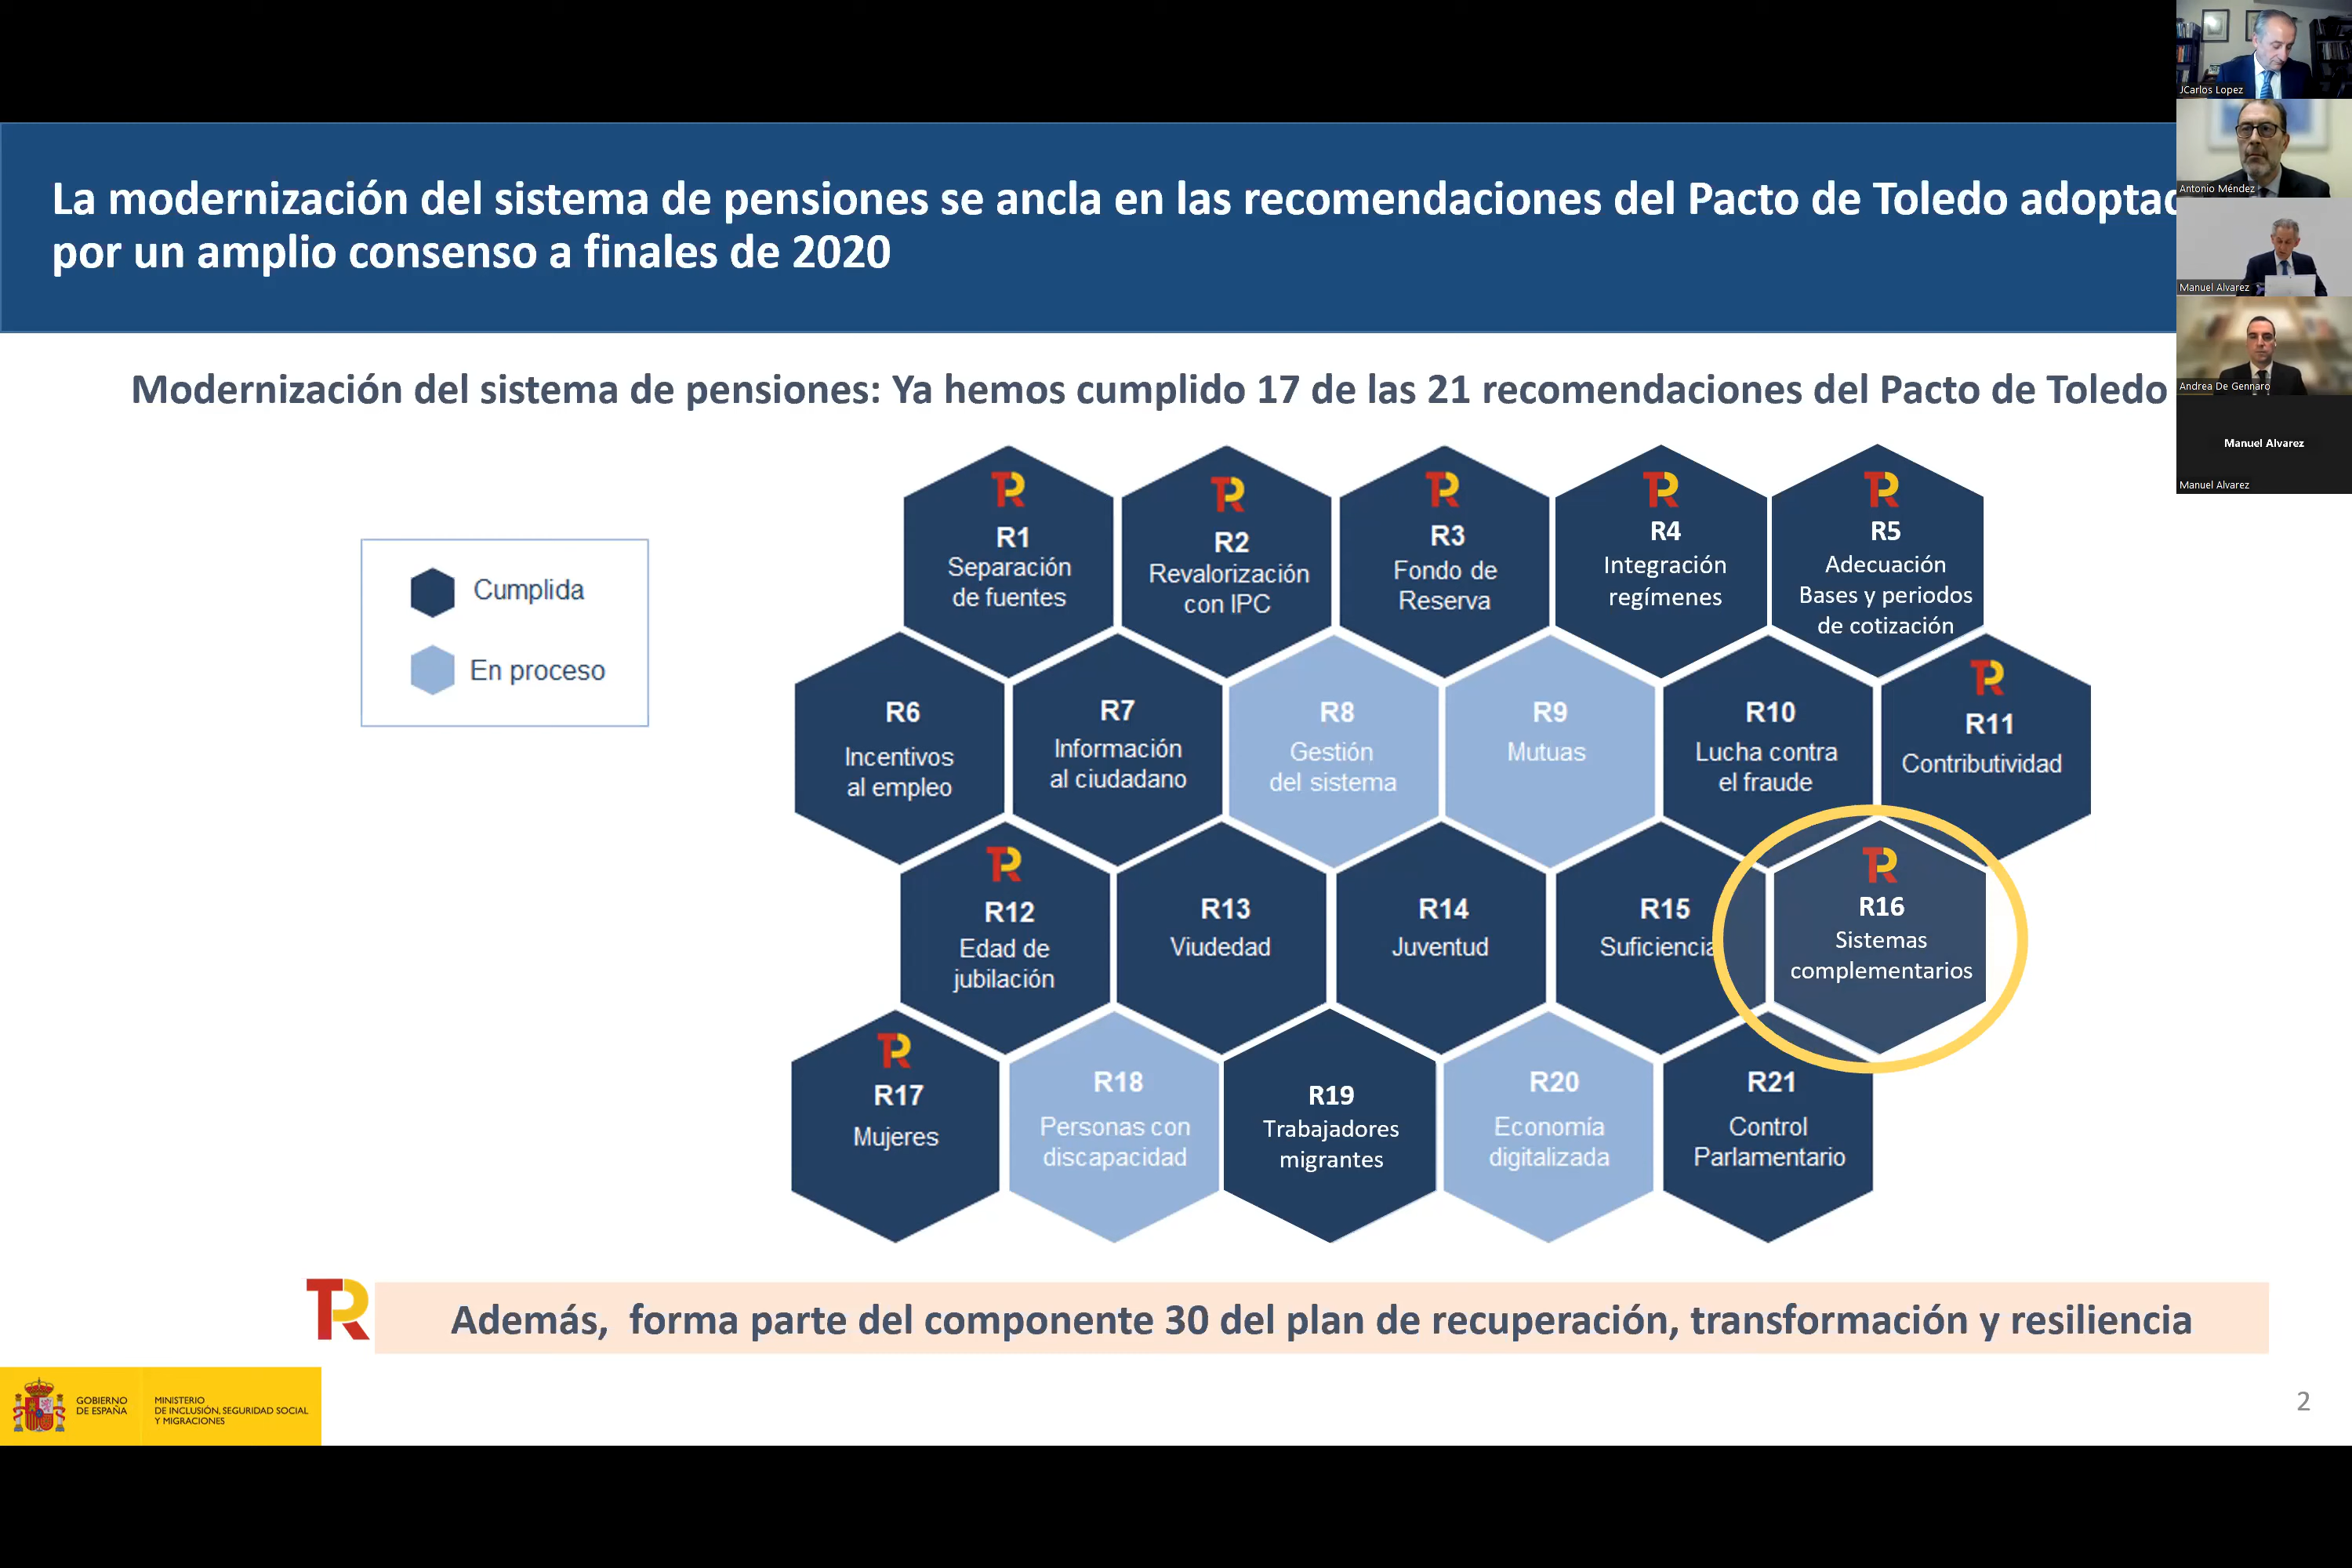 La modernización del sistema de pensiones se ancla en las recomendaciones del Pacto de Toledo
por un amplio consenso a finales de 2020
Modernización del sistema de pensiones: Ya hemos cumplido 17 de las 21 recomendaciones del Pacto de Toledo
Cumplida
En proceso
R1
Separación
de fuentes
R2
Revalorización
con IPC
R3
Fondo de
Reserva
R4
Integración
regímenes
R5
Adecuación
Bases y periodos
de cotización
R6
Incentivos
al empleo
R7
Información
al ciudadano
R8
Gestión
del sistema
R9
Mutuas
R10
Lucha contra
el fraude
R11
Contributividad
R12
Edad de
jubilación
R13
Viudedad
R14
Juventud
R15
Suficiencia
R16
Sistemas
complementarios
R17
Mujeres
R18
Personas con
discapacidad
R19
Trabajadores
migrantes
R20
Economía
digitalizada
R21
Control
Parlamentario
TR
Además, forma parte del componente 30 del plan de recuperación, transformación y resiliencia
GOBIERNO
DE ESPAÑA
MINISTERIO
DE INCLUSIÓN, SEGURIDAD SOCIAL
Y MIGRACIONES
2
JCarlos Lopez
Antonio Méndez
Manuel Alvarez
Andrea De Gennaro
Manuel Alvarez
Manuel Alvarez